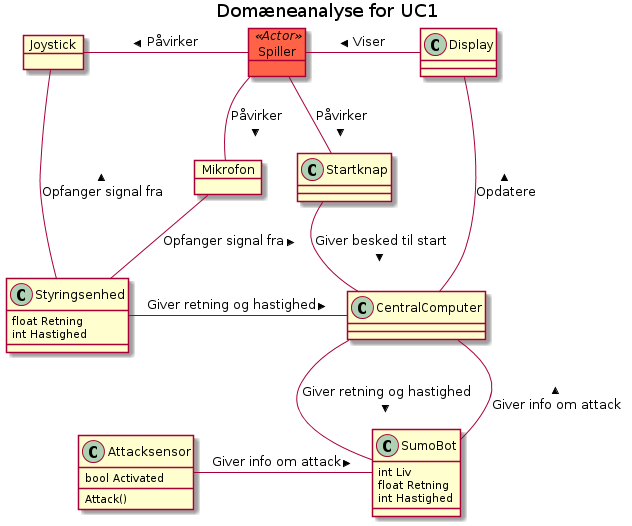 Domæneanalyse for UC1
Joystick
Påvirker
«Actor»
Spiller
Viser
C Display
Påvirker
Påvirker
Mikrofon
C Startknap
Opfanger signal fra
Opdatere
Opfanger signal fra
Giver besked til start
C Styringsenhed
float Retning
int Hastighed
Giver retning og hastighed
C CentralComputer
Giver retning og hastighed
Giver info om attack
C Attacksensor
bool Activated
Attack()
Giver info om attack
C SumoBot
int Liv
float Retning
int Hastighed